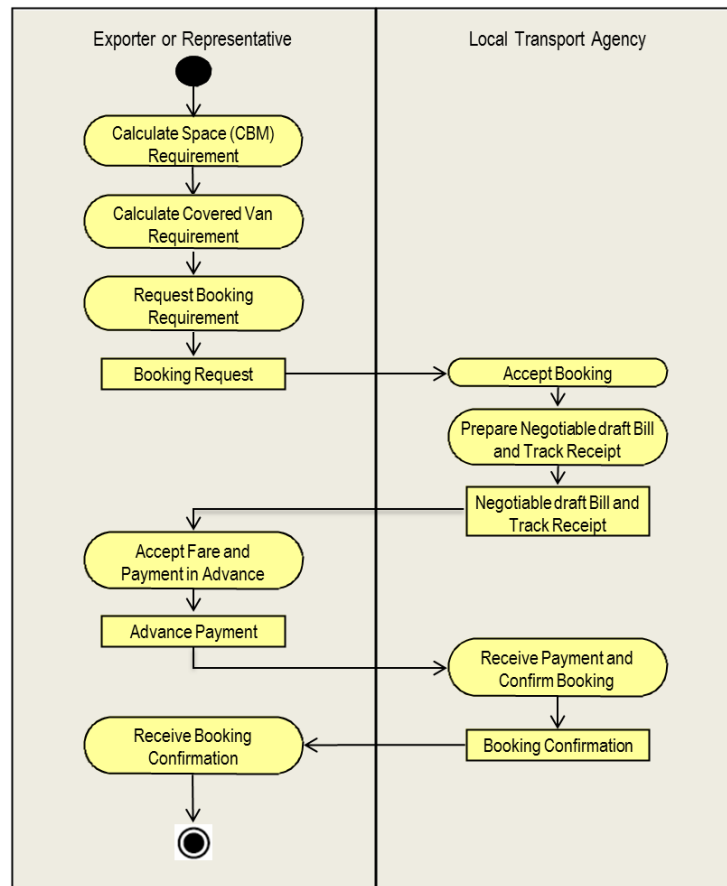 Exporter or Representative
Local Transport Agency
Calculate Space (CBM)
Requirement
Calculate Covered Van
Requirement
Request Booking
Requirement
Booking Request
Accept Booking
Prepare Negotiable draft Bill
and Track Receipt
Negotiable draft Bill and
Track Receipt
Accept Fare and
Payment in Advance
Advance Payment
Receive Payment and
Confirm Booking
Booking Confirmation
Receive Booking
Confirmation